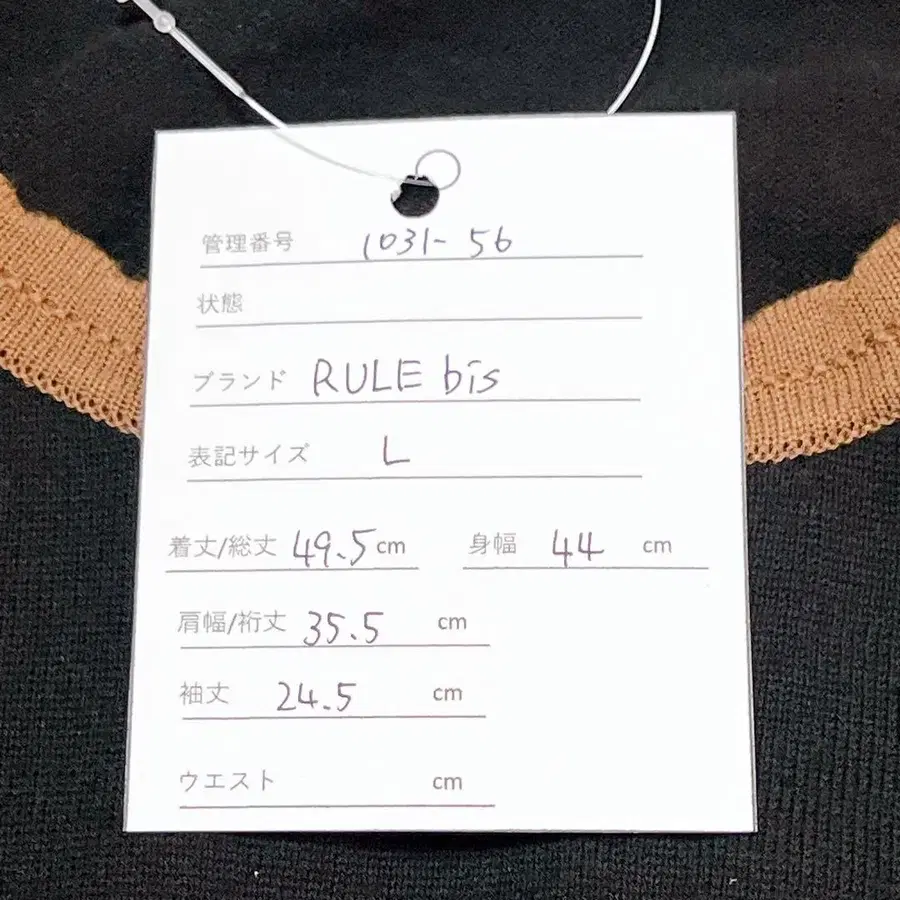 管理番号 1031-56
状態
ブランド RULE bis
表記サイズ L
着丈/総丈 49.5cm 身幅 44 cm
肩幅/裄丈 35.5 cm
袖丈 24.5 cm
ウエスト cm